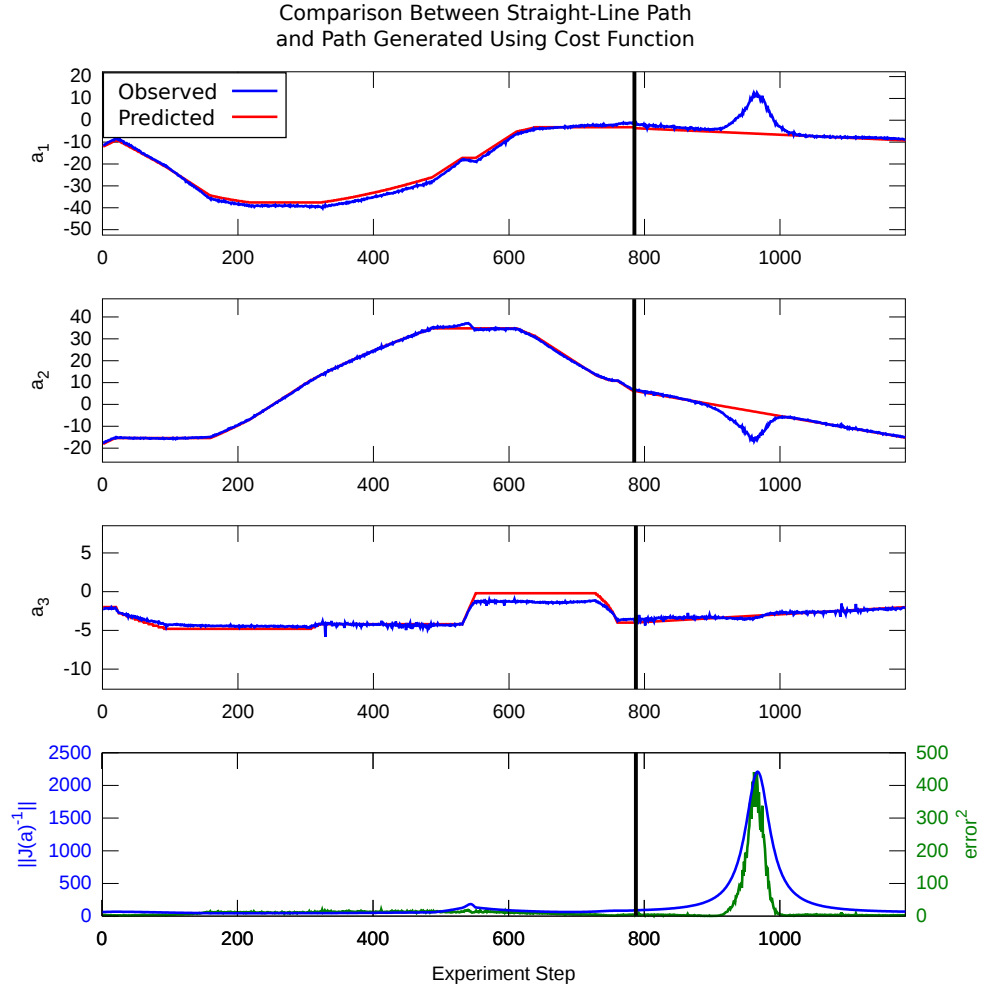 Comparison Between Straight-Line Path
and Path Generated Using Cost Function
Observed
Predicted
a1
20
10
0
-10
-20
-30
-40
-50
0 200 400 600 800 1000
a2
40
30
20
10
0
-10
-20
0 200 400 600 800 1000
a3
5
0
-5
-10
0 200 400 600 800 1000
||J(a)^-1||
2500
2000
1500
1000
500
0
500
400
300
200
100
0
error^2
0 200 400 600 800 1000
Experiment Step